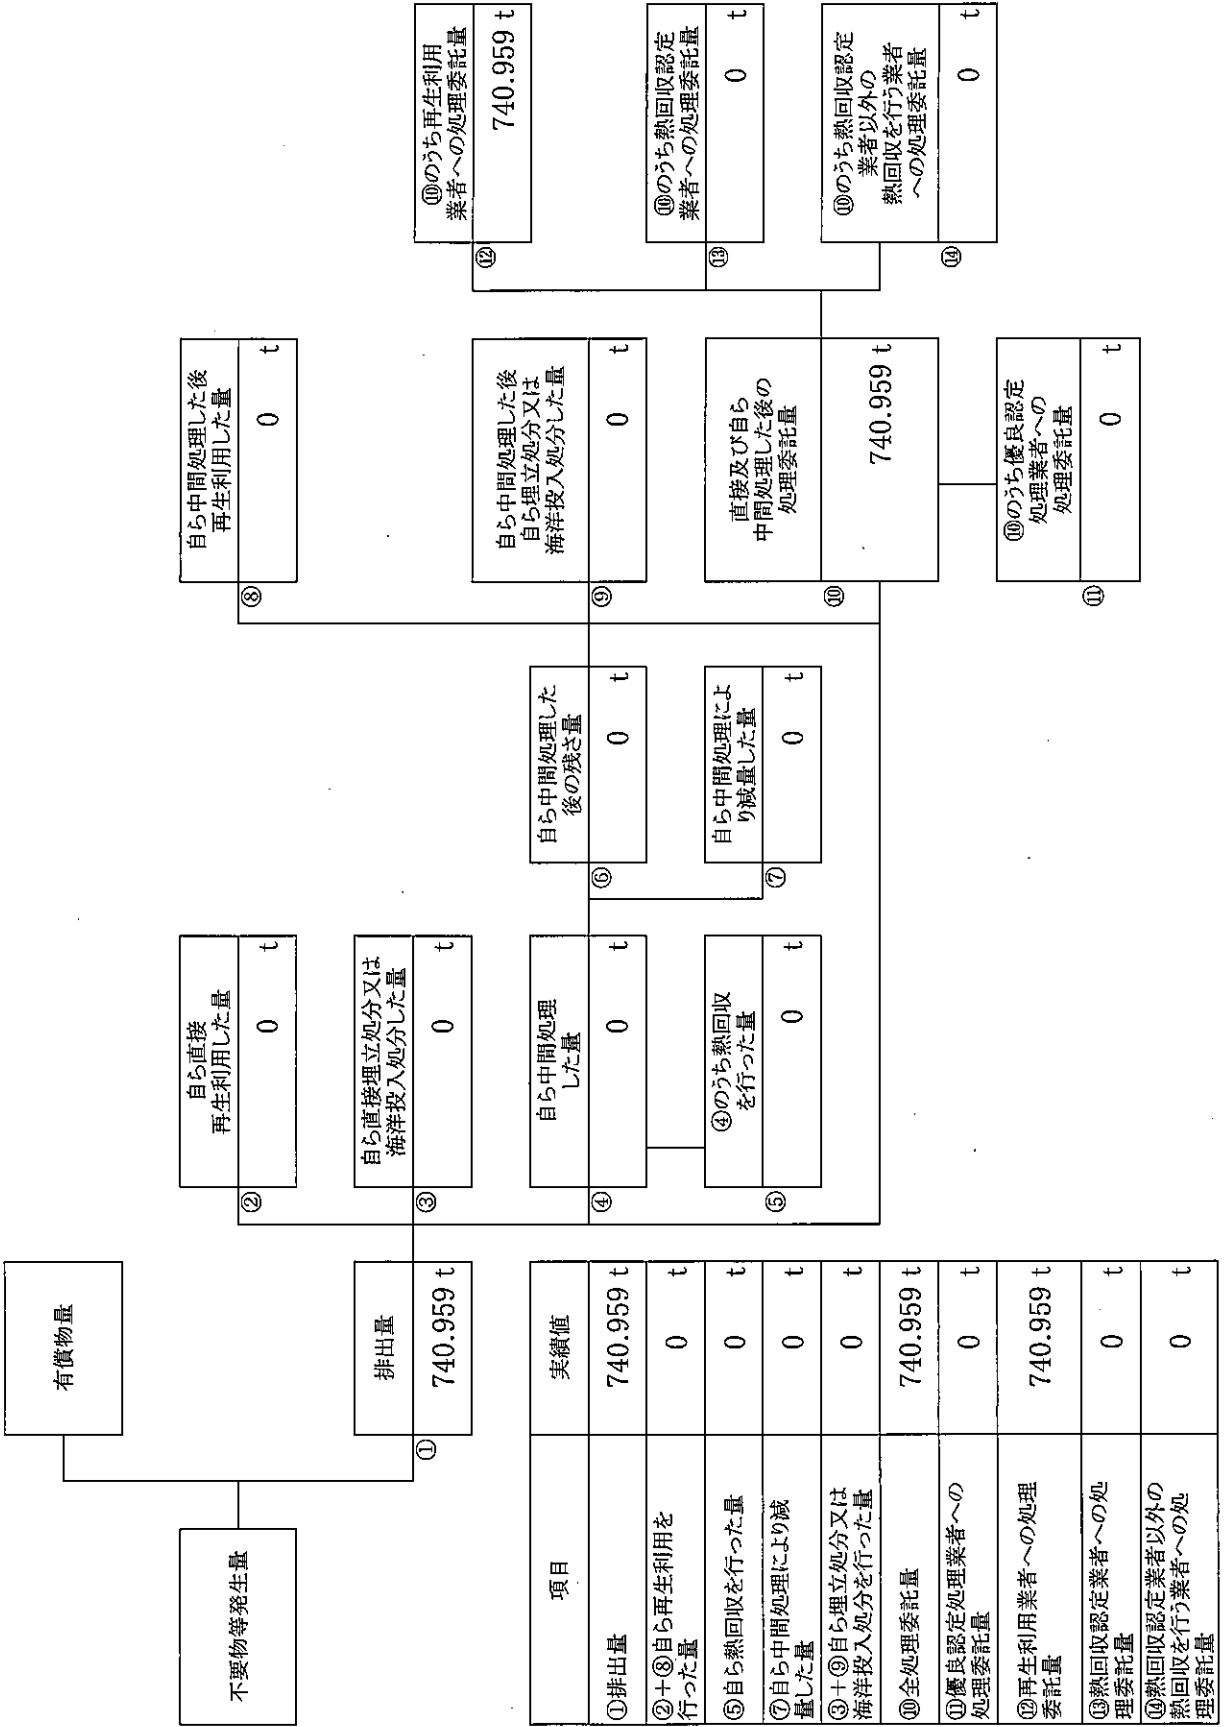 不要物等発生量
有償物量
①
排出量
740.959 t
②
自ら直接
再生利用した量
0 t
③
自ら直接埋立処分又は
海洋投入処分した量
0 t
④
自ら中間処理
した量
0 t
⑤
④のうち熱回収
を行った量
0 t
⑥
自ら中間処理した
後の残さ量
0 t
⑦
自ら中間処理によ
り減量した量
0 t
⑧
自ら中間処理した後
再生利用した量
0 t
⑨
自ら中間処理した後
自ら埋立処分又は
海洋投入処分した量
0 t
⑩
直接及び自ら
中間処理した後の
処理委託量
740.959 t
⑪
⑩のうち優良認定
処理業者への
処理委託量
0 t
⑫
⑩のうち再生利用
業者への処理委託量
740.959 t
⑬
⑩のうち熱回収認定
業者への処理委託量
0 t
⑭
⑩のうち熱回収認定
業者以外の
熱回収を行う業者
への処理委託量
0 t
項目 実績値
①排出量 740.959 t
②+⑧自ら再生利用を
行った量 0 t
⑤自ら熱回収を行った量 0 t
⑦自ら中間処理により減
量した量 0 t
③+⑨自ら埋立処分又は
海洋投入処分を行った量 0 t
⑩全処理委託量 740.959 t
⑪優良認定処理業者への
処理委託量 0 t
⑫再生利用業者への処理
委託量 740.959 t
⑬熱回収認定業者への処
理委託量 0 t
⑭熱回収認定業者以外の
熱回収を行う業者への処
理委託量 0 t